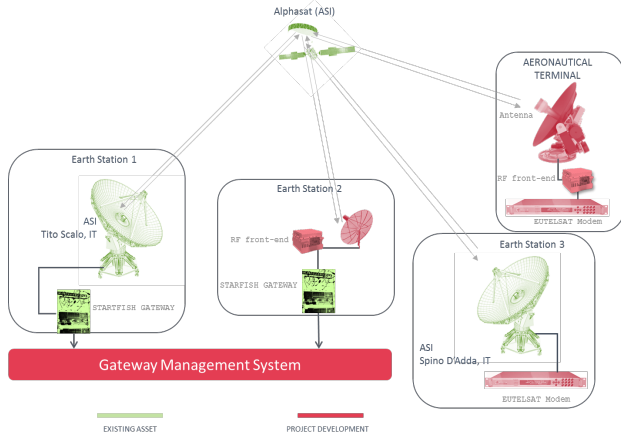 Alphasat (ASI)
AERONAUTICAL
TERMINAL
Antenna
RF front-end
EUTELSAT Modem
Earth Station 1
ASI
Tito Scalo, IT
STARTFISH GATEWAY
Earth Station 2
RF front-end
STARFISH GATEWAY
Earth Station 3
ASI
Spino D'Adda, IT
EUTELSAT Modem
Gateway Management System
EXISTING ASSET
PROJECT DEVELOPMENT